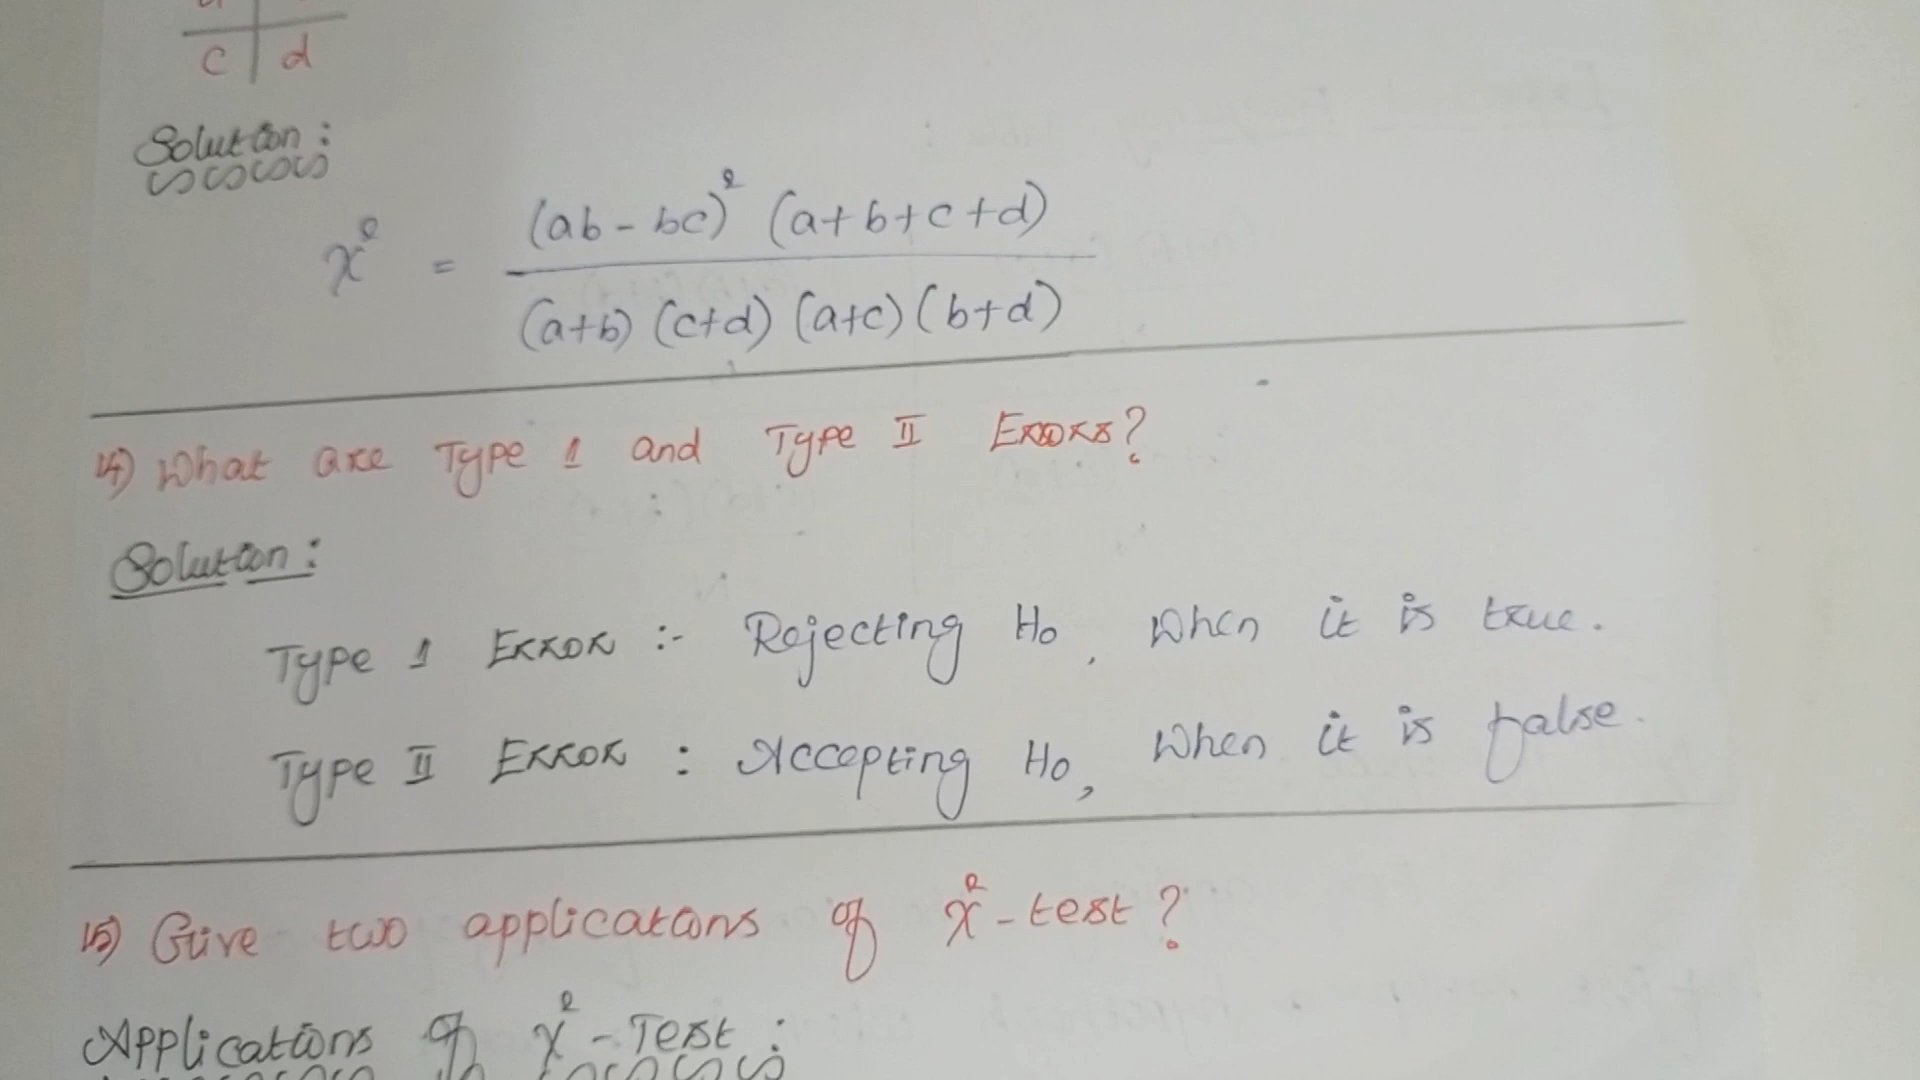 c d
Solution:
χ² = (ab - bc)² (a+b+c+d) / (a+b) (c+d) (a+c) (b+d)
14) What are Type 1 and Type II Errors?
Solution:
Type 1 Error :- Rejecting H₀, when it is true.
Type II Error : Accepting H₀, when it is false.
15) Give two applications of χ²-test?
Applications of χ²-Test: